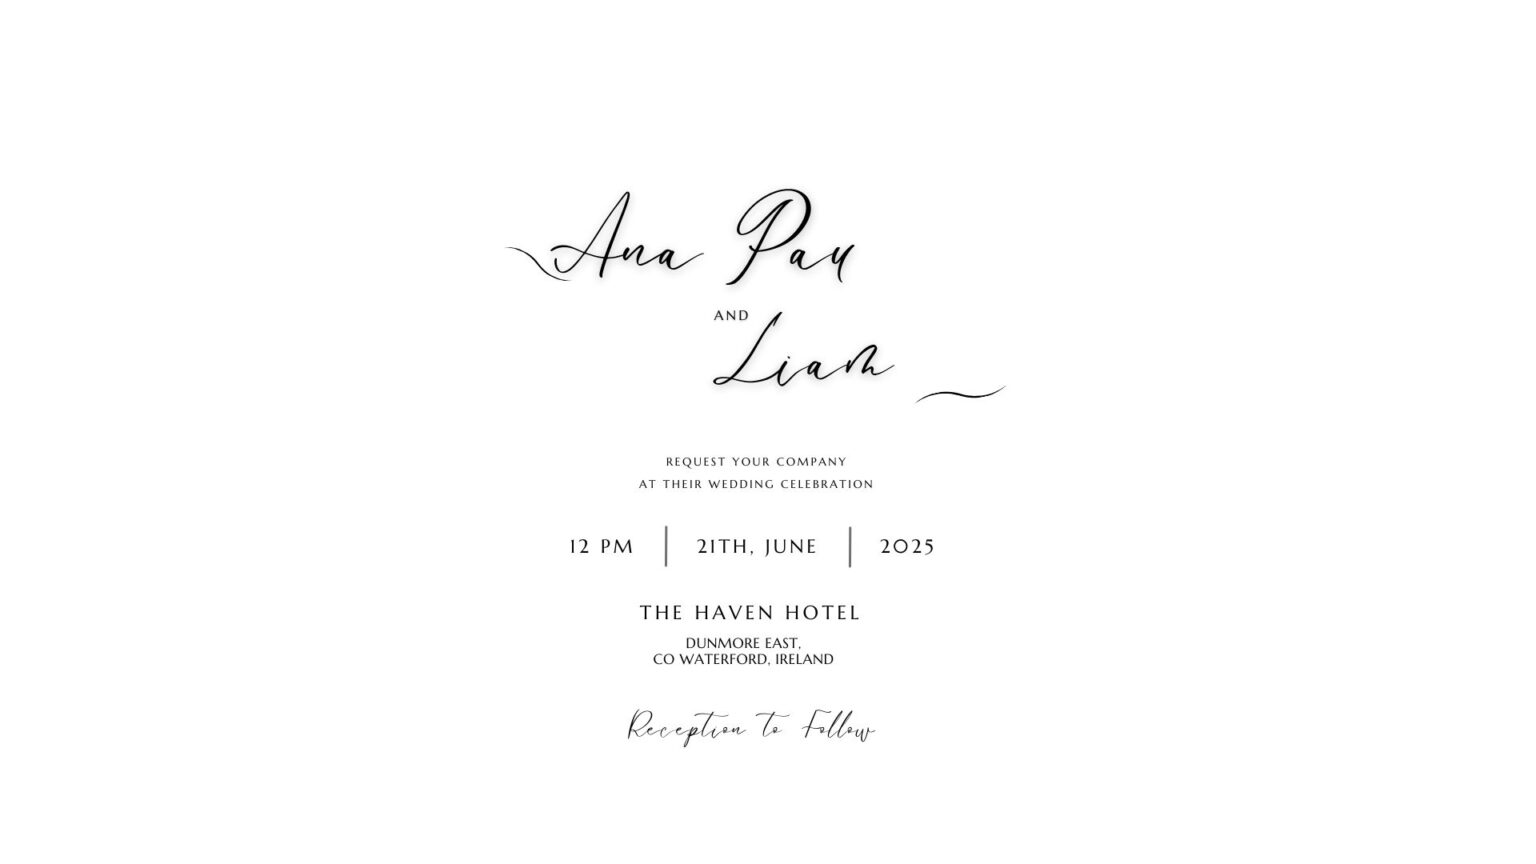 Ana Pau
AND
Liam
REQUEST YOUR COMPANY
AT THEIR WEDDING CELEBRATION
12 PM | 21TH, JUNE | 2025
THE HAVEN HOTEL
DUNMORE EAST,
CO WATERFORD, IRELAND
Reception to Follow